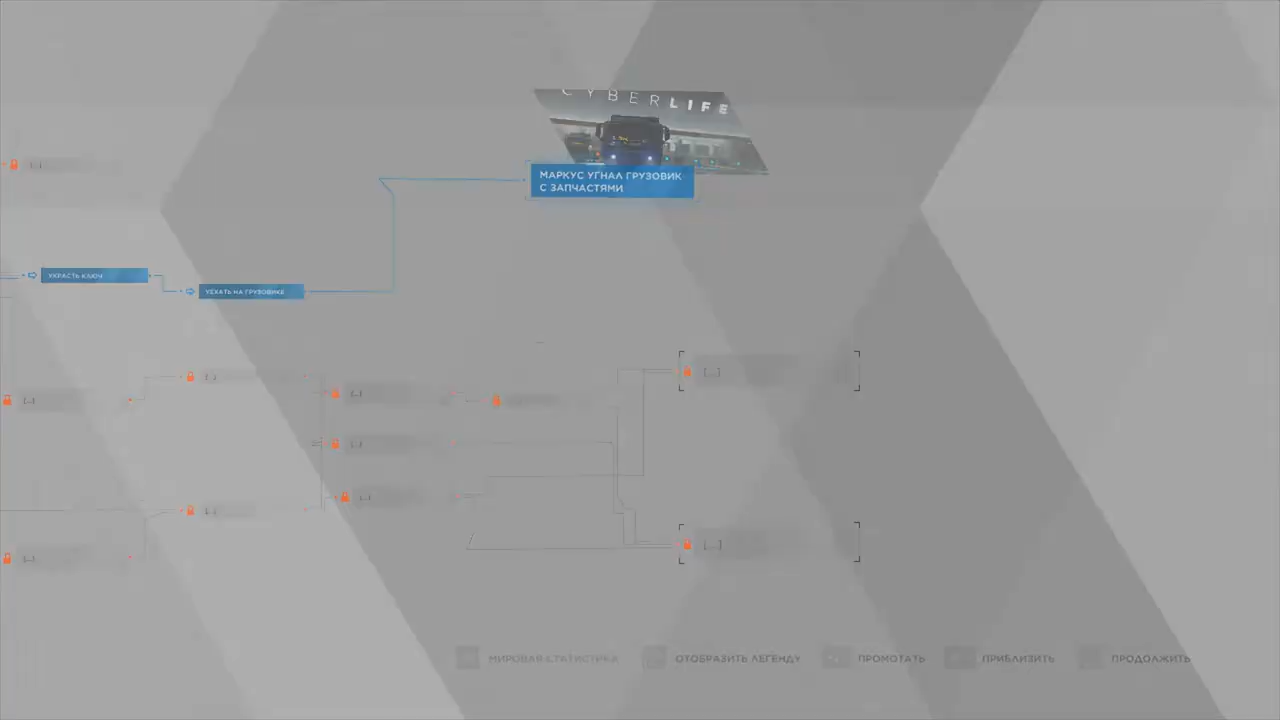 CYBERLIFE
МАРКУС УГНАЛ ГРУЗОВИК
С ЗАПЧАСТЯМИ
[...]
УКРАСТЬ КЛЮЧ
УЕХАТЬ НА ГРУЗОВИКЕ
[...]
[...]
[...]
[...]
[...]
[...]
[...]
[...]
[...]
МИРОВАЯ СТАТИСТИКА
ОТОБРАЗИТЬ ЛЕГЕНДУ
ПРОМОТАТЬ
ПРИБЛИЗИТЬ
ПРОДОЛЖИТЬ